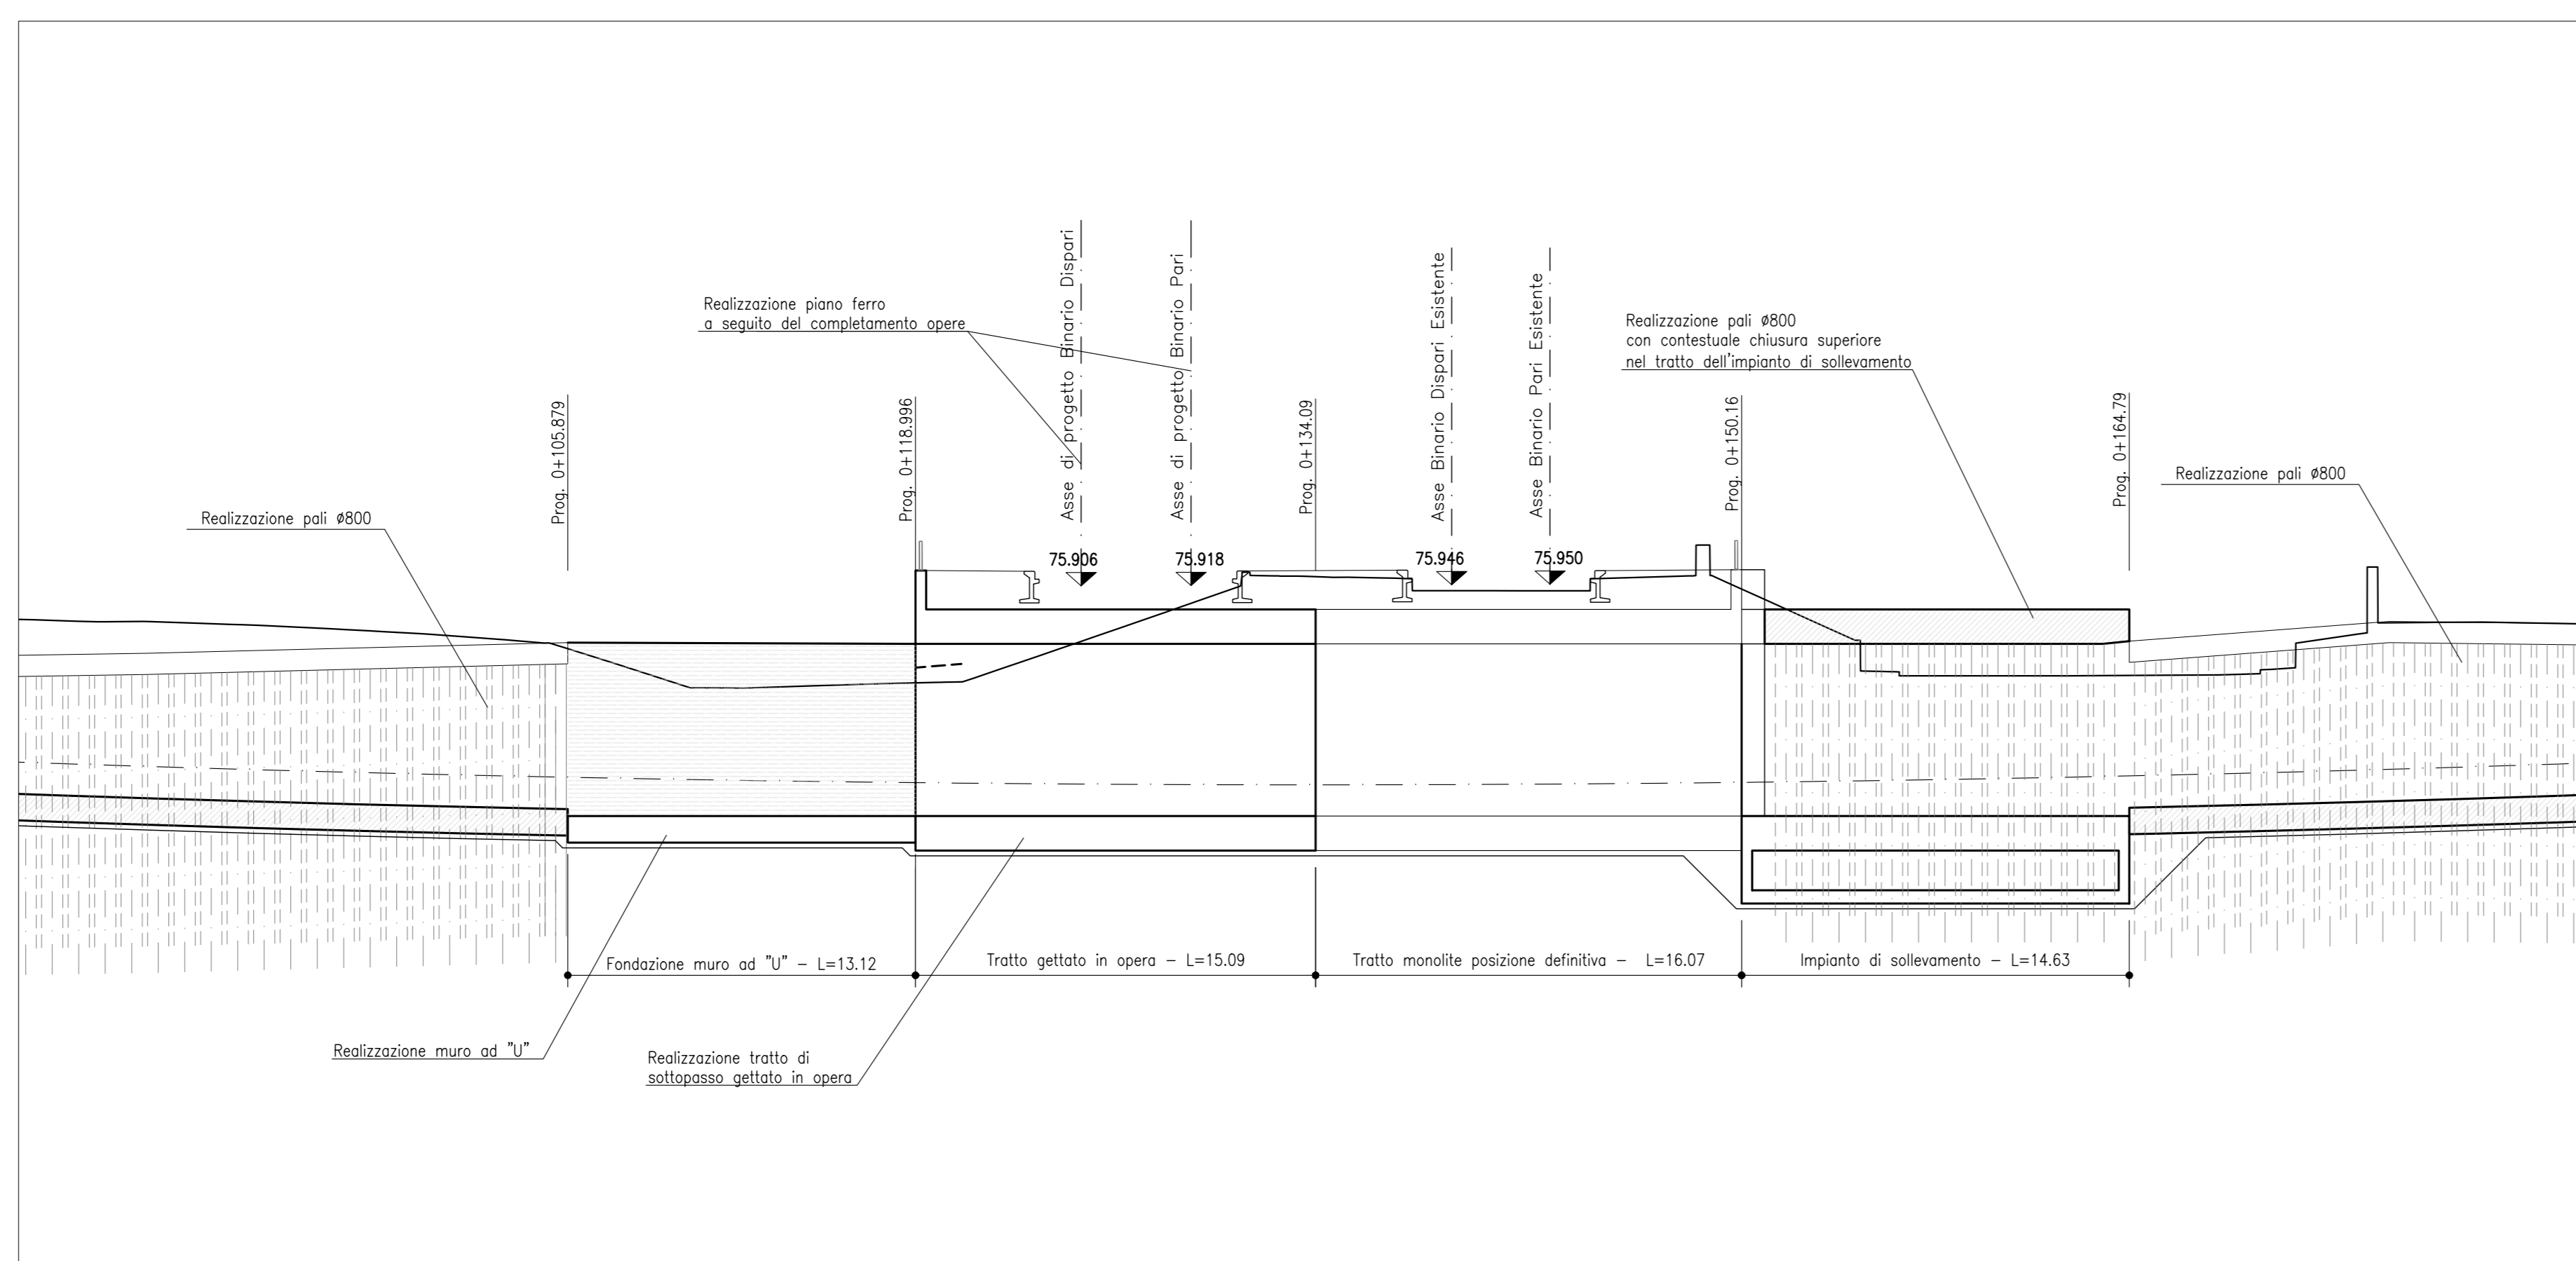 Asse di progetto Binario Dispari
Asse di progetto Binario Pari
Asse Binario Dispari Esistente
Asse Binario Pari Esistente
Realizzazione piano ferro
a seguito del completamento opere
Realizzazione pali ø800
con contestuale chiusura superiore
nel tratto dell'impianto di sollevamento
Prog. 0+105.879
Prog. 0+118.996
Prog. 0+134.09
Prog. 0+150.16
Prog. 0+164.79
Realizzazione pali ø800
Realizzazione pali ø800
75.906
75.918
75.946
75.950
Fondazione muro ad "U" - L=13.12
Tratto gettato in opera - L=15.09
Tratto monolite posizione definitiva - L=16.07
Impianto di sollevamento - L=14.63
Realizzazione muro ad "U"
Realizzazione tratto di
sottopasso gettato in opera